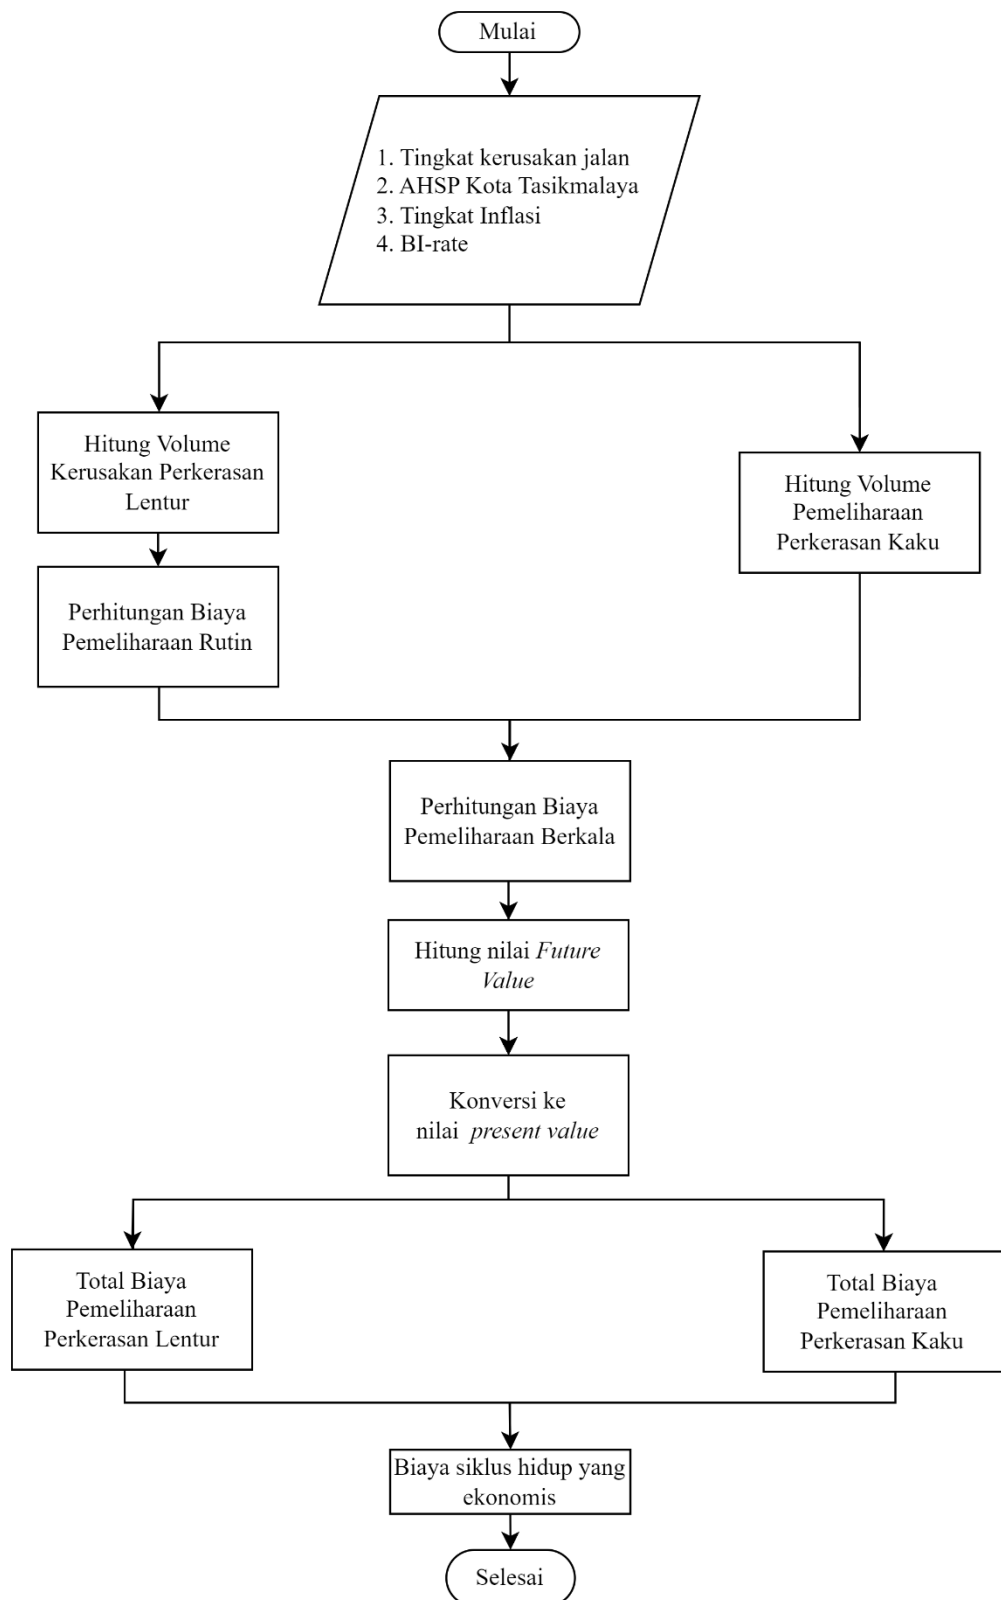 Mulai
1. Tingkat kerusakan jalan
2. AHSP Kota Tasikmalaya
3. Tingkat Inflasi
4. BI-rate
Hitung Volume
Kerusakan Perkerasan
Lentur
Hitung Volume
Pemeliharaan
Perkerasan Kaku
Perhitungan Biaya
Pemeliharaan Rutin
Perhitungan Biaya
Pemeliharaan Berkala
Hitung nilai Future
Value
Konversi ke
nilai present value
Total Biaya
Pemeliharaan
Perkerasan Lentur
Total Biaya
Pemeliharaan
Perkerasan Kaku
Biaya siklus hidup yang
ekonomis
Selesai